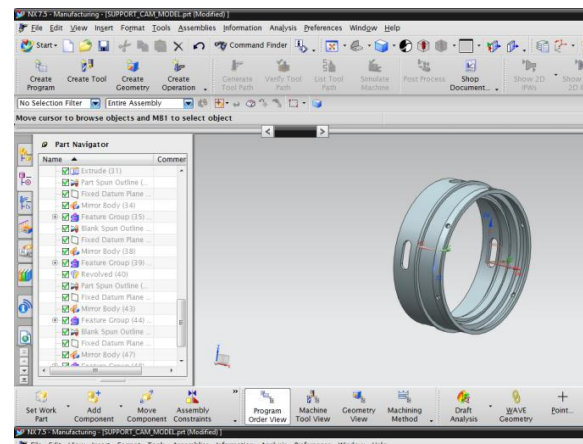 NX 7.5 - Manufacturing - [SUPPORT_CAM_MODEL.prt (Modified) ]
File Edit View Insert Format Tools Assemblies Information Analysis Preferences Window Help
Start Command Finder
Create Program Create Tool Create Geometry Create Operation Generate Tool Path Verify Tool Path List Tool Path Simulate Machine Post Process Shop Document... Show 2D IPWs Show 2D
No Selection Filter Entire Assembly
Move cursor to browse objects and MB1 to select object
Part Navigator
Name Commer
Extrude (31)
Part Spun Outline (..
Fixed Datum Plane ...
Mirror Body (34)
Feature Group (35) ...
Blank Spun Outline ...
Fixed Datum Plane ...
Mirror Body (38)
Feature Group (39) ...
Revolved (40)
Part Spun Outline (..
Fixed Datum Plane ...
Mirror Body (43)
Feature Group (44) ...
Blank Spun Outline ...
Fixed Datum Plane ...
Mirror Body (47)
Set Work Part Add Component Move Component Assembly Constraints Program Order View Machine Tool View Geometry View Machining Method Draft Analysis WAVE Geometry Point...
NX 7.5 - Manufacturing - [SUPPORT_CAM_MODEL.prt (Modified) ]